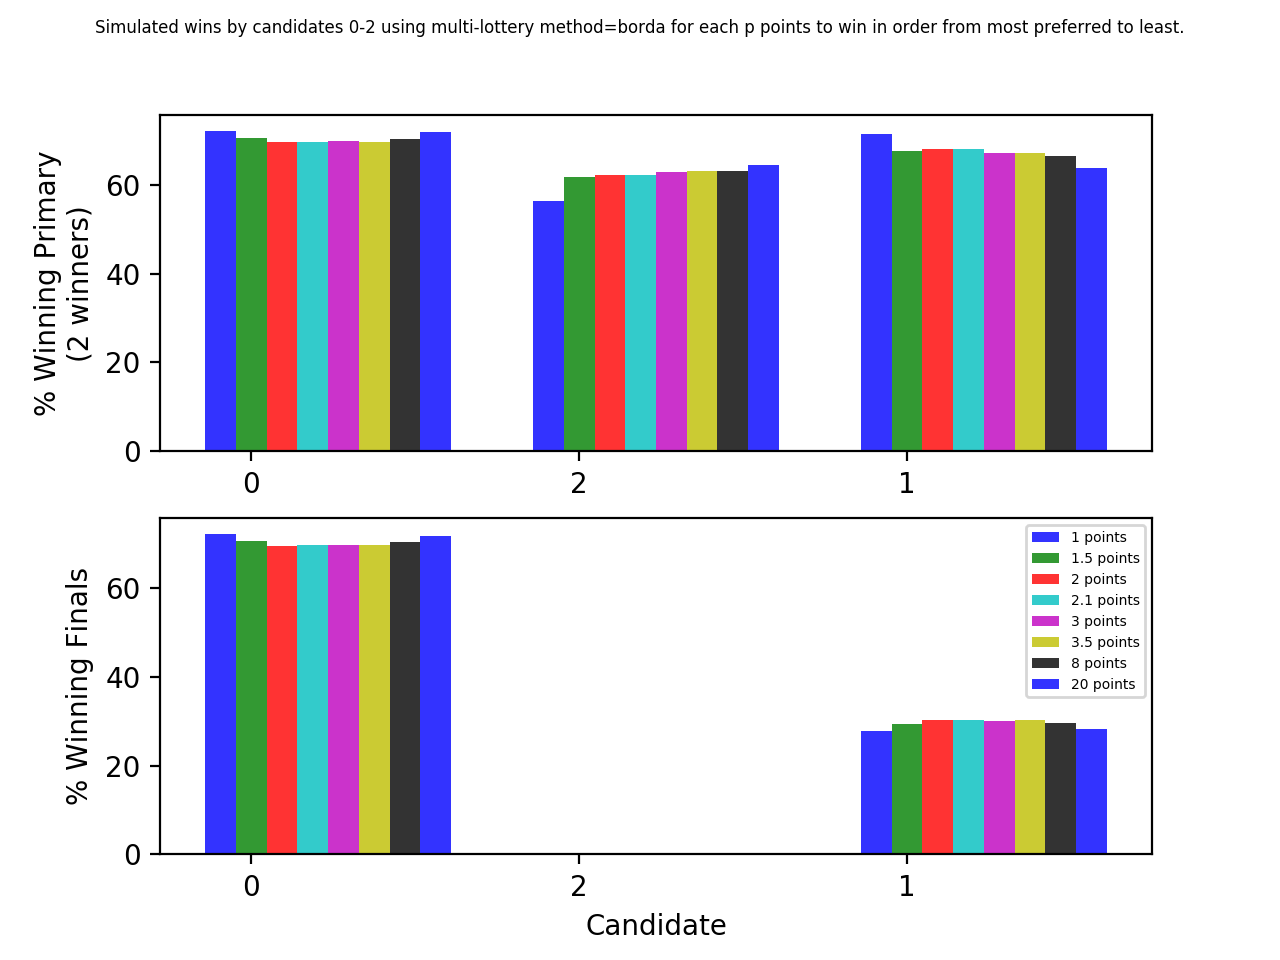 Simulated wins by candidates 0-2 using multi-lottery method=borda for each p points to win in order from most preferred to least.
% Winning Primary
(2 winners)
60
40
20
0
0 2 1
% Winning Finals
60
40
20
0
1 points
1.5 points
2 points
2.1 points
3 points
3.5 points
8 points
20 points
0 2 1
Candidate